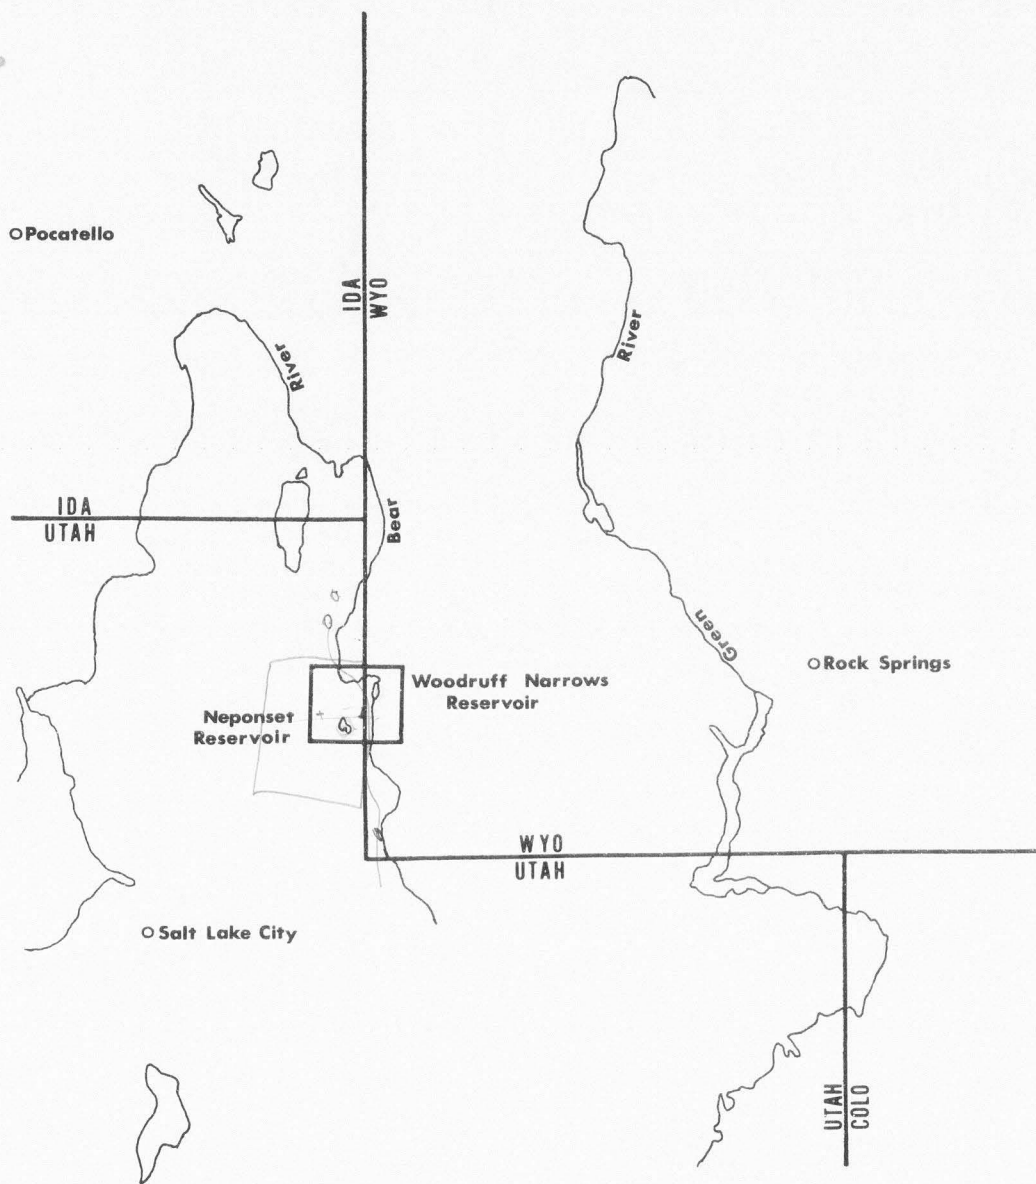 Pocatello
IDA
WYO
River
River
IDA
UTAH
Bear
Green
Rock Springs
Woodruff Narrows
Reservoir
Neponset
Reservoir
WYO
UTAH
Salt Lake City
UTAH
COLO